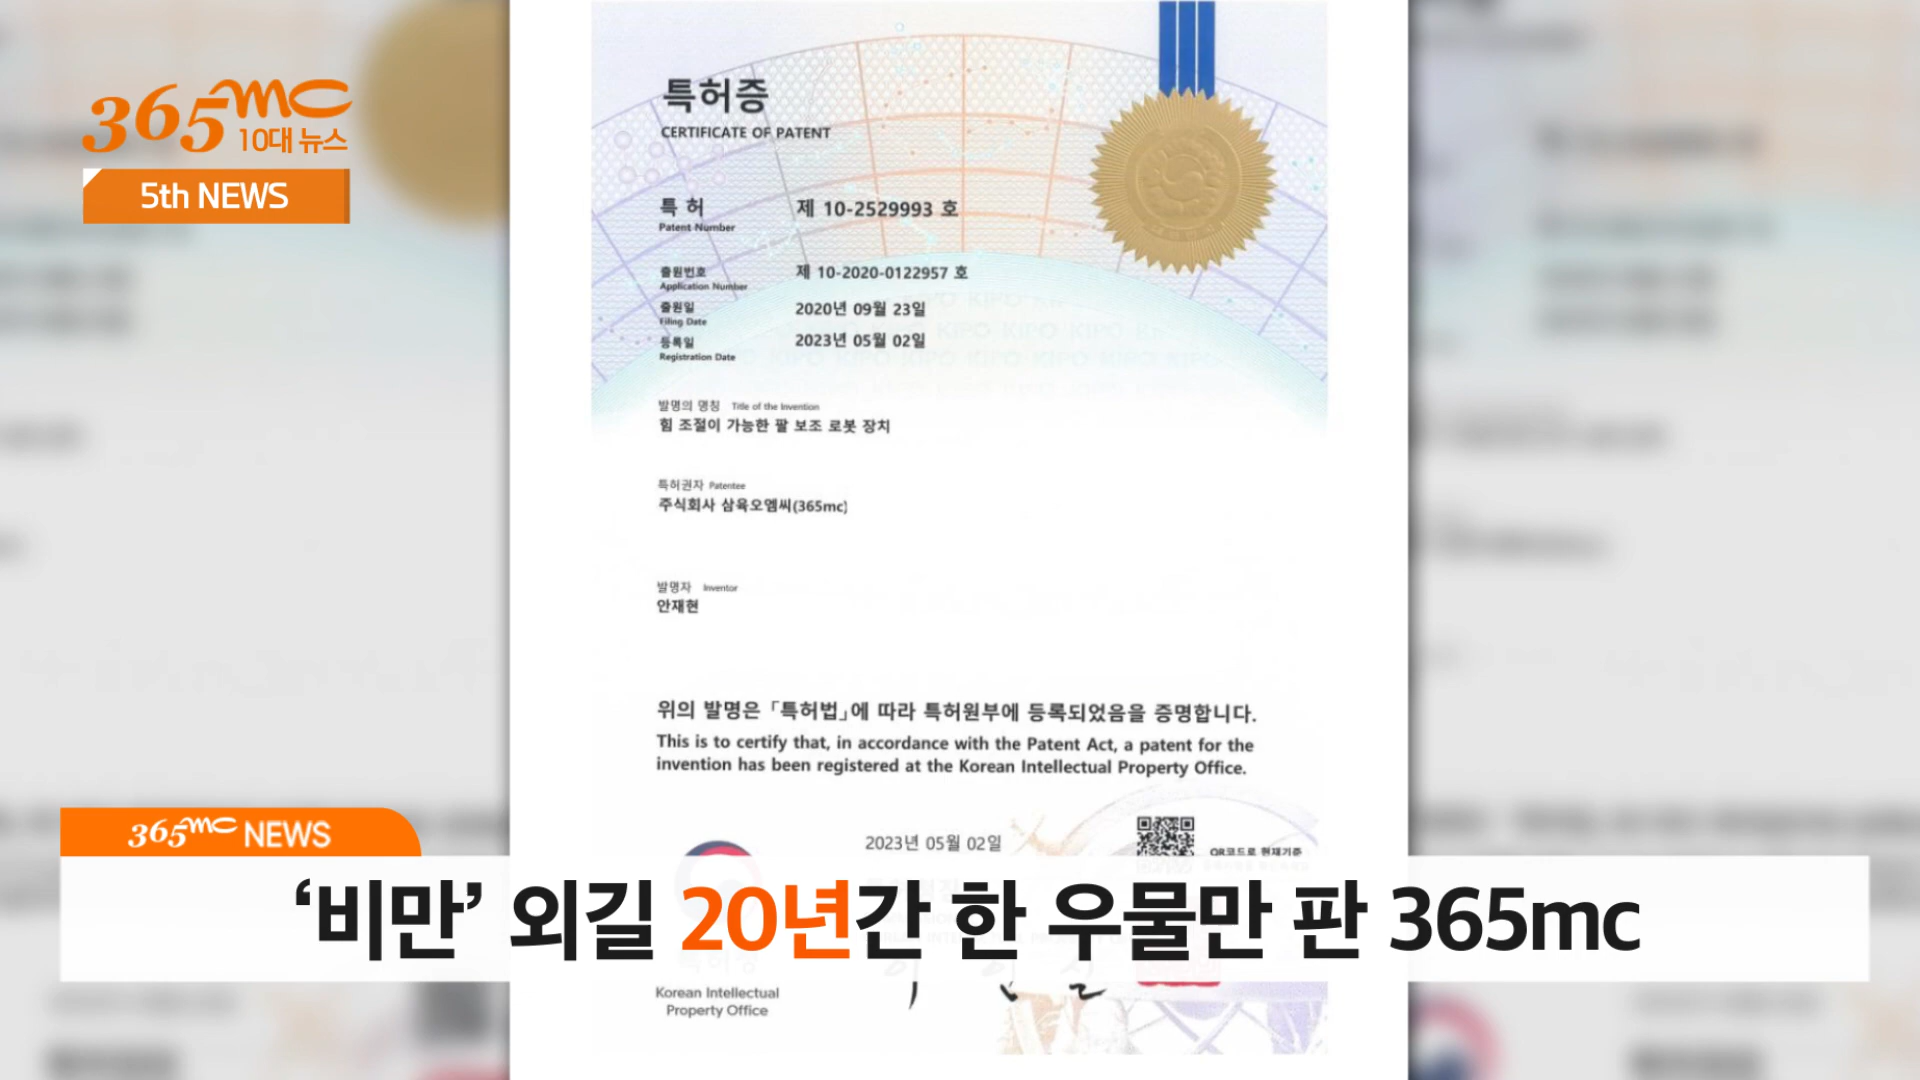 365mc
10대 뉴스
5th NEWS
특허증
CERTIFICATE OF PATENT
특 허 제 10-2529993 호
Patent Number
출원번호 제 10-2020-0122957 호
Application Number
출원일 2020년 09월 23일
Filing Date
등록일 2023년 05월 02일
Registration Date
발명의 명칭 Title of the Invention
힘 조절이 가능한 팔 보조 로봇 장치
특허권자 Patentee
주식회사 삼육오엠씨(365mc)
발명자 Inventor
안재현
위의 발명은 「특허법」에 따라 특허원부에 등록되었음을 증명합니다.
This is to certify that, in accordance with the Patent Act, a patent for the
invention has been registered at the Korean Intellectual Property Office.
2023년 05월 02일
QR코드로 현재기준
365mc NEWS
‘비만’ 외길 20년간 한 우물만 판 365mc
Korean Intellectual
Property Office